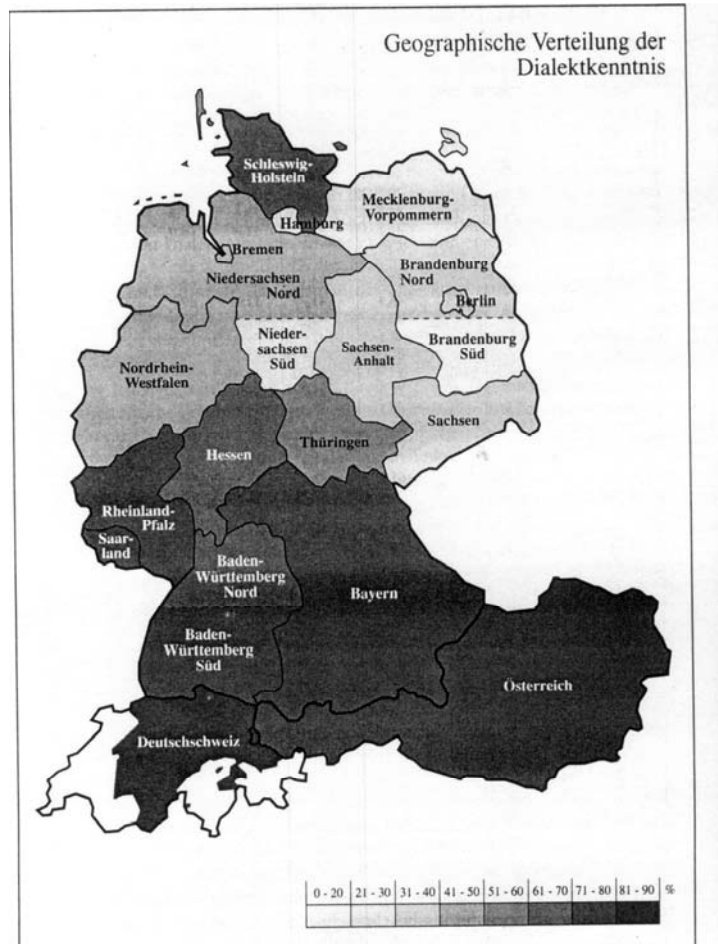 Geographische Verteilung der
Dialektkenntnis
Schleswig-
Holstein
Mecklenburg-
Vorpommern
Hamburg
Bremen
Niedersachsen
Nord
Brandenburg
Nord
Berlin
Nieder-
sachsen
Süd
Sachsen-
Anhalt
Brandenburg
Süd
Nordrhein-
Westfalen
Sachsen
Thüringen
Hessen
Rheinland-
Pfalz
Saar-
land
Baden-
Württemberg
Nord
Bayern
Baden-
Württemberg
Süd
Österreich
Deutschschweiz
0 - 20 21 - 30 31 - 40 41 - 50 51 - 60 61 - 70 71 - 80 81 - 90 %